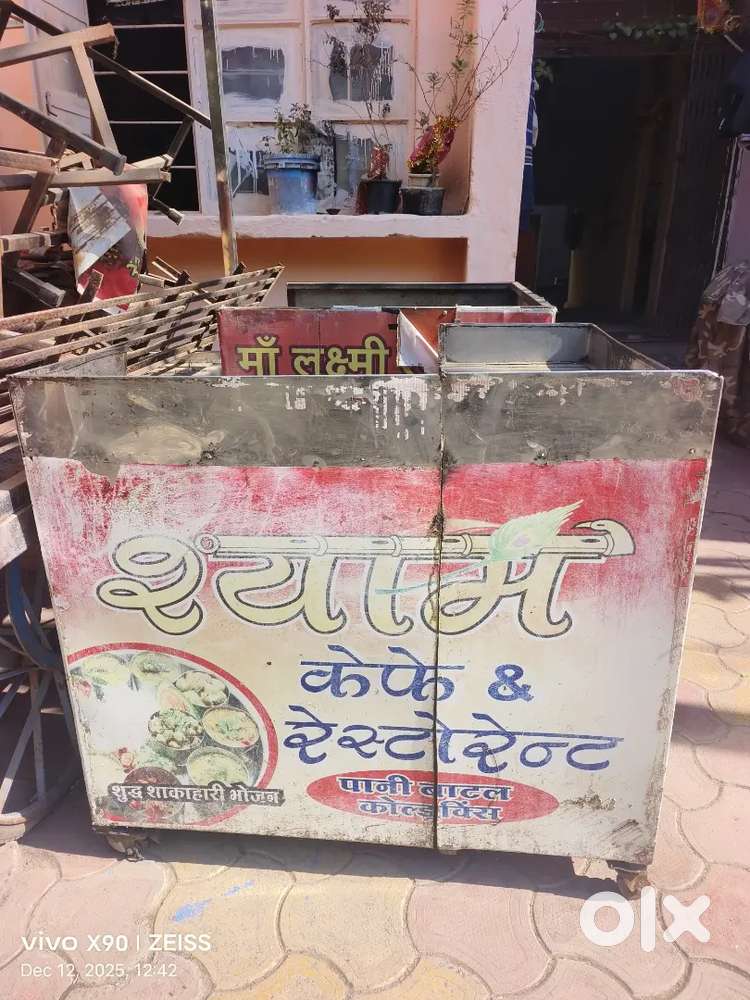 माँ लक्ष्मी
श्याम
केफे &
रेस्टोरेन्ट
शुद्ध शाकाहारी भोजन
पानी बाटल
कोल्ड्रिंक्स
vivo X90 | ZEISS
Dec 12, 2025, 12:42
olx